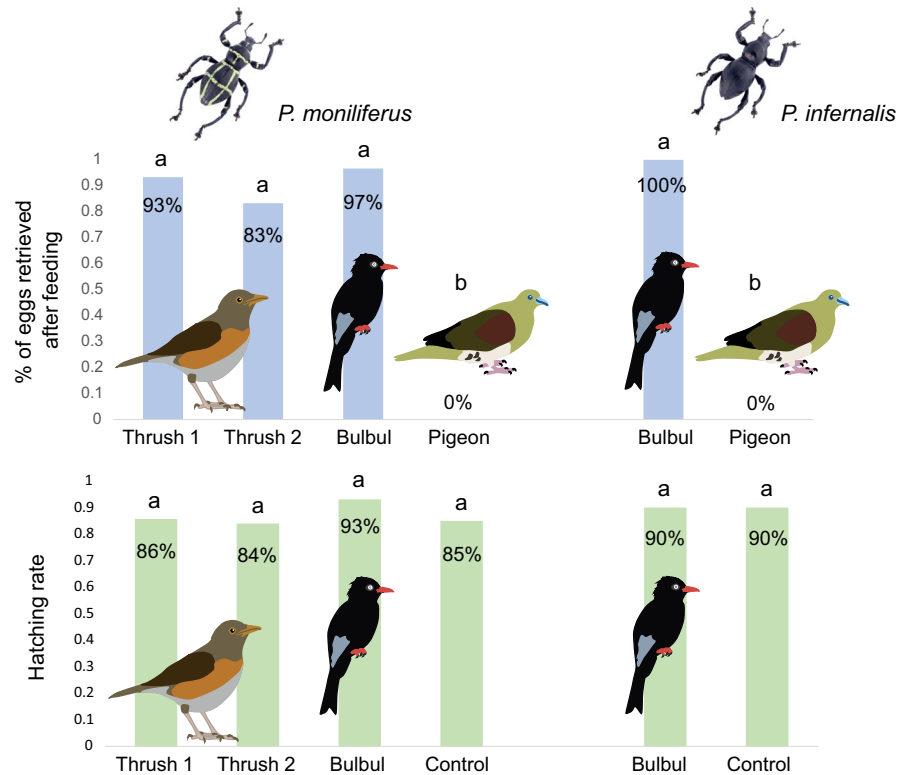 P. moniliferus
P. infernalis
% of eggs retrieved
after feeding
1
0.9
0.8
0.7
0.6
0.5
0.4
0.3
0.2
0.1
0
a
93%
a
83%
a
97%
b
0%
a
100%
b
0%
Thrush 1 Thrush 2 Bulbul Pigeon Bulbul Pigeon
Hatching rate
1
0.9
0.8
0.7
0.6
0.5
0.4
0.3
0.2
0.1
0
a
86%
a
84%
a
93%
a
85%
a
90%
a
90%
Thrush 1 Thrush 2 Bulbul Control Bulbul Control